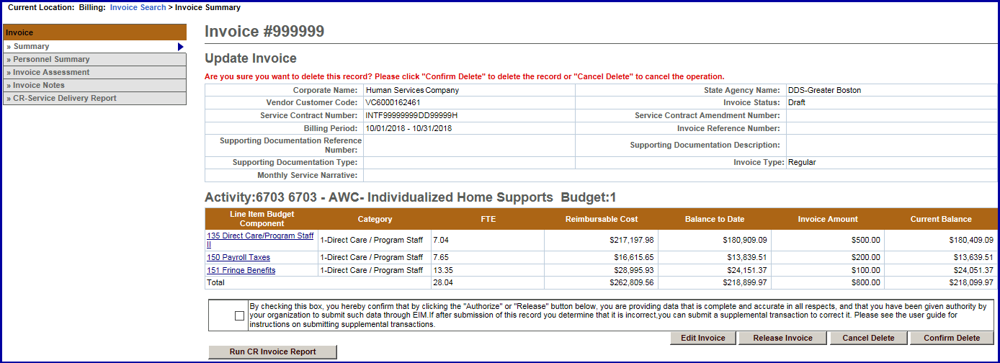 Current Location: Billing: Invoice Search > Invoice Summary
Invoice
» Summary
» Personnel Summary
» Invoice Assessment
» Invoice Notes
» CR-Service Delivery Report
Invoice #999999
Update Invoice
Are you sure you want to delete this record? Please click "Confirm Delete" to delete the record or "Cancel Delete" to cancel the operation.
Corporate Name: Human Services Company State Agency Name: DDS-Greater Boston
Vendor Customer Code: VC6000162461 Invoice Status: Draft
Service Contract Number: INTF99999999DD99999H Service Contract Amendment Number:
Billing Period: 10/01/2018 - 10/31/2018 Invoice Reference Number:
Supporting Documentation Reference
Number: Supporting Documentation Description:
Supporting Documentation Type: Invoice Type: Regular
Monthly Service Narrative:
Activity:6703 6703 - AWC- Individualized Home Supports Budget:1
Line Item Budget
Component Category FTE Reimbursable Cost Balance to Date Invoice Amount Current Balance
135 Direct Care/Program Staff
II 1-Direct Care / Program Staff 7.04 $217,197.98 $180,909.09 $500.00 $180,409.09
150 Payroll Taxes 1-Direct Care / Program Staff 7.65 $16,615.65 $13,839.51 $200.00 $13,639.51
151 Fringe Benefits 1-Direct Care / Program Staff 13.35 $28,995.93 $24,151.37 $100.00 $24,051.37
Total 28.04 $262,809.56 $218,899.97 $800.00 $218,099.97
By checking this box, you hereby confirm that by clicking the "Authorize" or "Release" button below, you are providing data that is complete and accurate in all respects, and that you have been given authority by
your organization to submit such data through EIM.If after submission of this record you determine that it is incorrect,you can submit a supplemental transaction to correct it. Please see the user guide for
instructions on submitting supplemental transactions.
Edit Invoice Release Invoice Cancel Delete Confirm Delete
Run CR Invoice Report